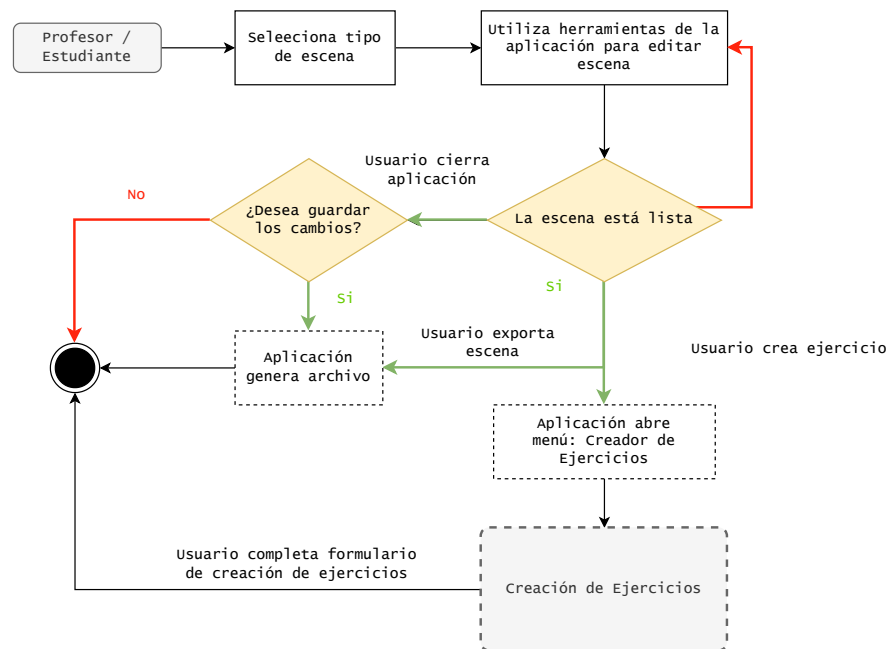 Profesor /
Estudiante
Seleeciona tipo
de escena
Utiliza herramientas de la
aplicación para editar
escena
Usuario cierra
aplicación
No
¿Desea guardar
los cambios?
La escena está lista
Si
Si
Usuario exporta
escena
Usuario crea ejercicio
Aplicación
genera archivo
Aplicación abre
menú: Creador de
Ejercicios
Usuario completa formulario
de creación de ejercicios
Creación de Ejercicios